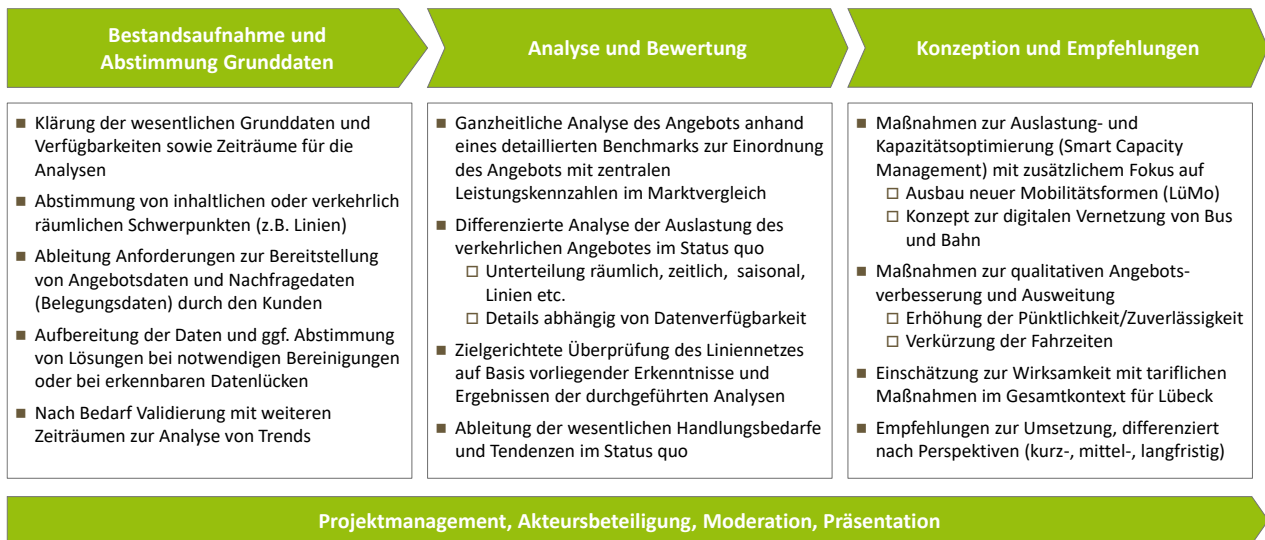 Bestandsaufnahme und
Abstimmung Grunddaten
■ Klärung der wesentlichen Grunddaten und
Verfügbarkeiten sowie Zeiträume für die
Analysen
■ Abstimmung von inhaltlichen oder verkehrlich
räumlichen Schwerpunkten (z.B. Linien)
■ Ableitung Anforderungen zur Bereitstellung
von Angebotsdaten und Nachfragedaten
(Belegungsdaten) durch den Kunden
■ Aufbereitung der Daten und ggf. Abstimmung
von Lösungen bei notwendigen Bereinigungen
oder bei erkennbaren Datenlücken
■ Nach Bedarf Validierung mit weiteren
Zeiträumen zur Analyse von Trends
Analyse und Bewertung
■ Ganzheitliche Analyse des Angebots anhand
eines detaillierten Benchmarks zur Einordnung
des Angebots mit zentralen
Leistungskennzahlen im Marktvergleich
■ Differenzierte Analyse der Auslastung des
verkehrlichen Angebotes im Status quo
□ Unterteilung räumlich, zeitlich, saisonal,
Linien etc.
□ Details abhängig von Datenverfügbarkeit
■ Zielgerichtete Überprüfung des Liniennetzes
auf Basis vorliegender Erkenntnisse und
Ergebnissen der durchgeführten Analysen
■ Ableitung der wesentlichen Handlungsbedarfe
und Tendenzen im Status quo
Konzeption und Empfehlungen
■ Maßnahmen zur Auslastung- und
Kapazitätsoptimierung (Smart Capacity
Management) mit zusätzlichem Fokus auf
□ Ausbau neuer Mobilitätsformen (LüMo)
□ Konzept zur digitalen Vernetzung von Bus
und Bahn
■ Maßnahmen zur qualitativen Angebots-
verbesserung und Ausweitung
□ Erhöhung der Pünktlichkeit/Zuverlässigkeit
□ Verkürzung der Fahrzeiten
■ Einschätzung zur Wirksamkeit mit tariflichen
Maßnahmen im Gesamtkontext für Lübeck
■ Empfehlungen zur Umsetzung, differenziert
nach Perspektiven (kurz-, mittel-, langfristig)
Projektmanagement, Akteursbeteiligung, Moderation, Präsentation